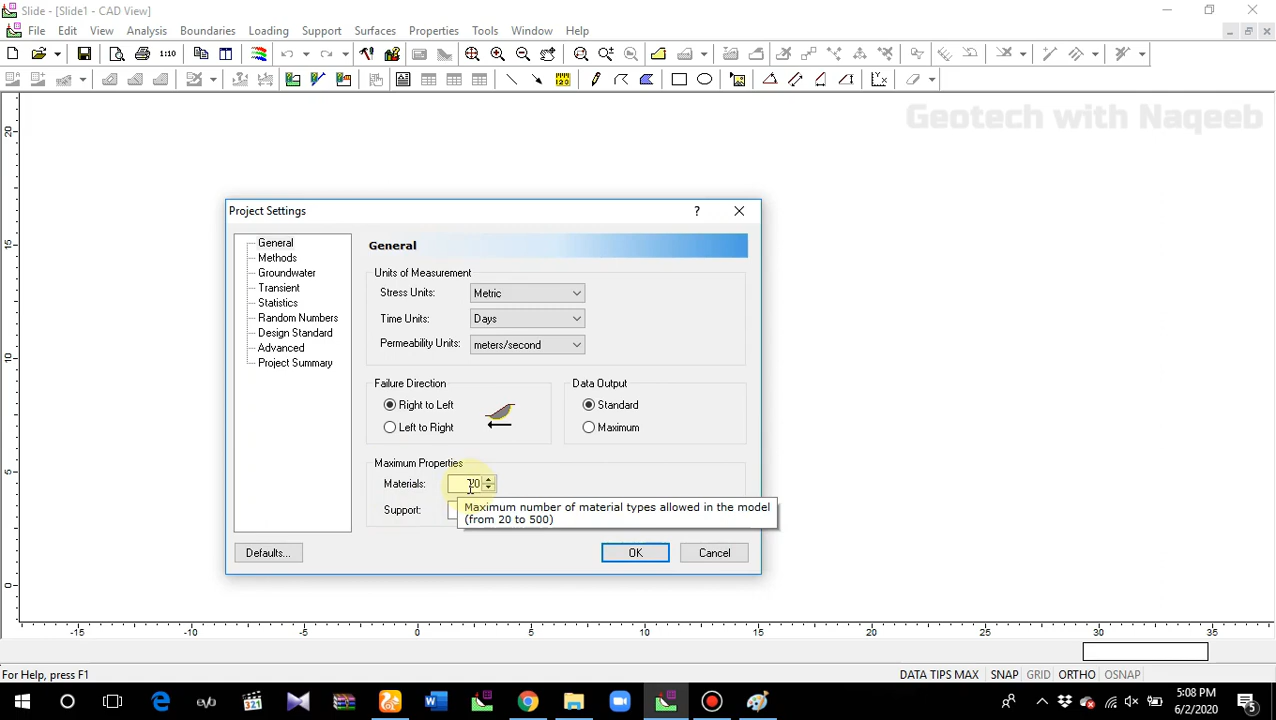 Slide - [Slide1 - CAD View]
File Edit View Analysis Boundaries Loading Support Surfaces Properties Tools Window Help
1:10
Geotech with Naqeeb
20
15
10
5
0
Project Settings
?
General
Methods
Groundwater
Transient
Statistics
Random Numbers
Design Standard
Advanced
Project Summary
General
Units of Measurement
Stress Units: Metric
Time Units: Days
Permeability Units: meters/second
Failure Direction
Right to Left
Left to Right
Data Output
Standard
Maximum
Maximum Properties
Materials: 20
Support:
Maximum number of material types allowed in the model
(from 20 to 500)
Defaults... OK Cancel
-15 -10 -5 0 5 10 15 20 25 30 35
For Help, press F1
DATA TIPS MAX SNAP GRID ORTHO OSNAP
5:08 PM
6/2/2020
5